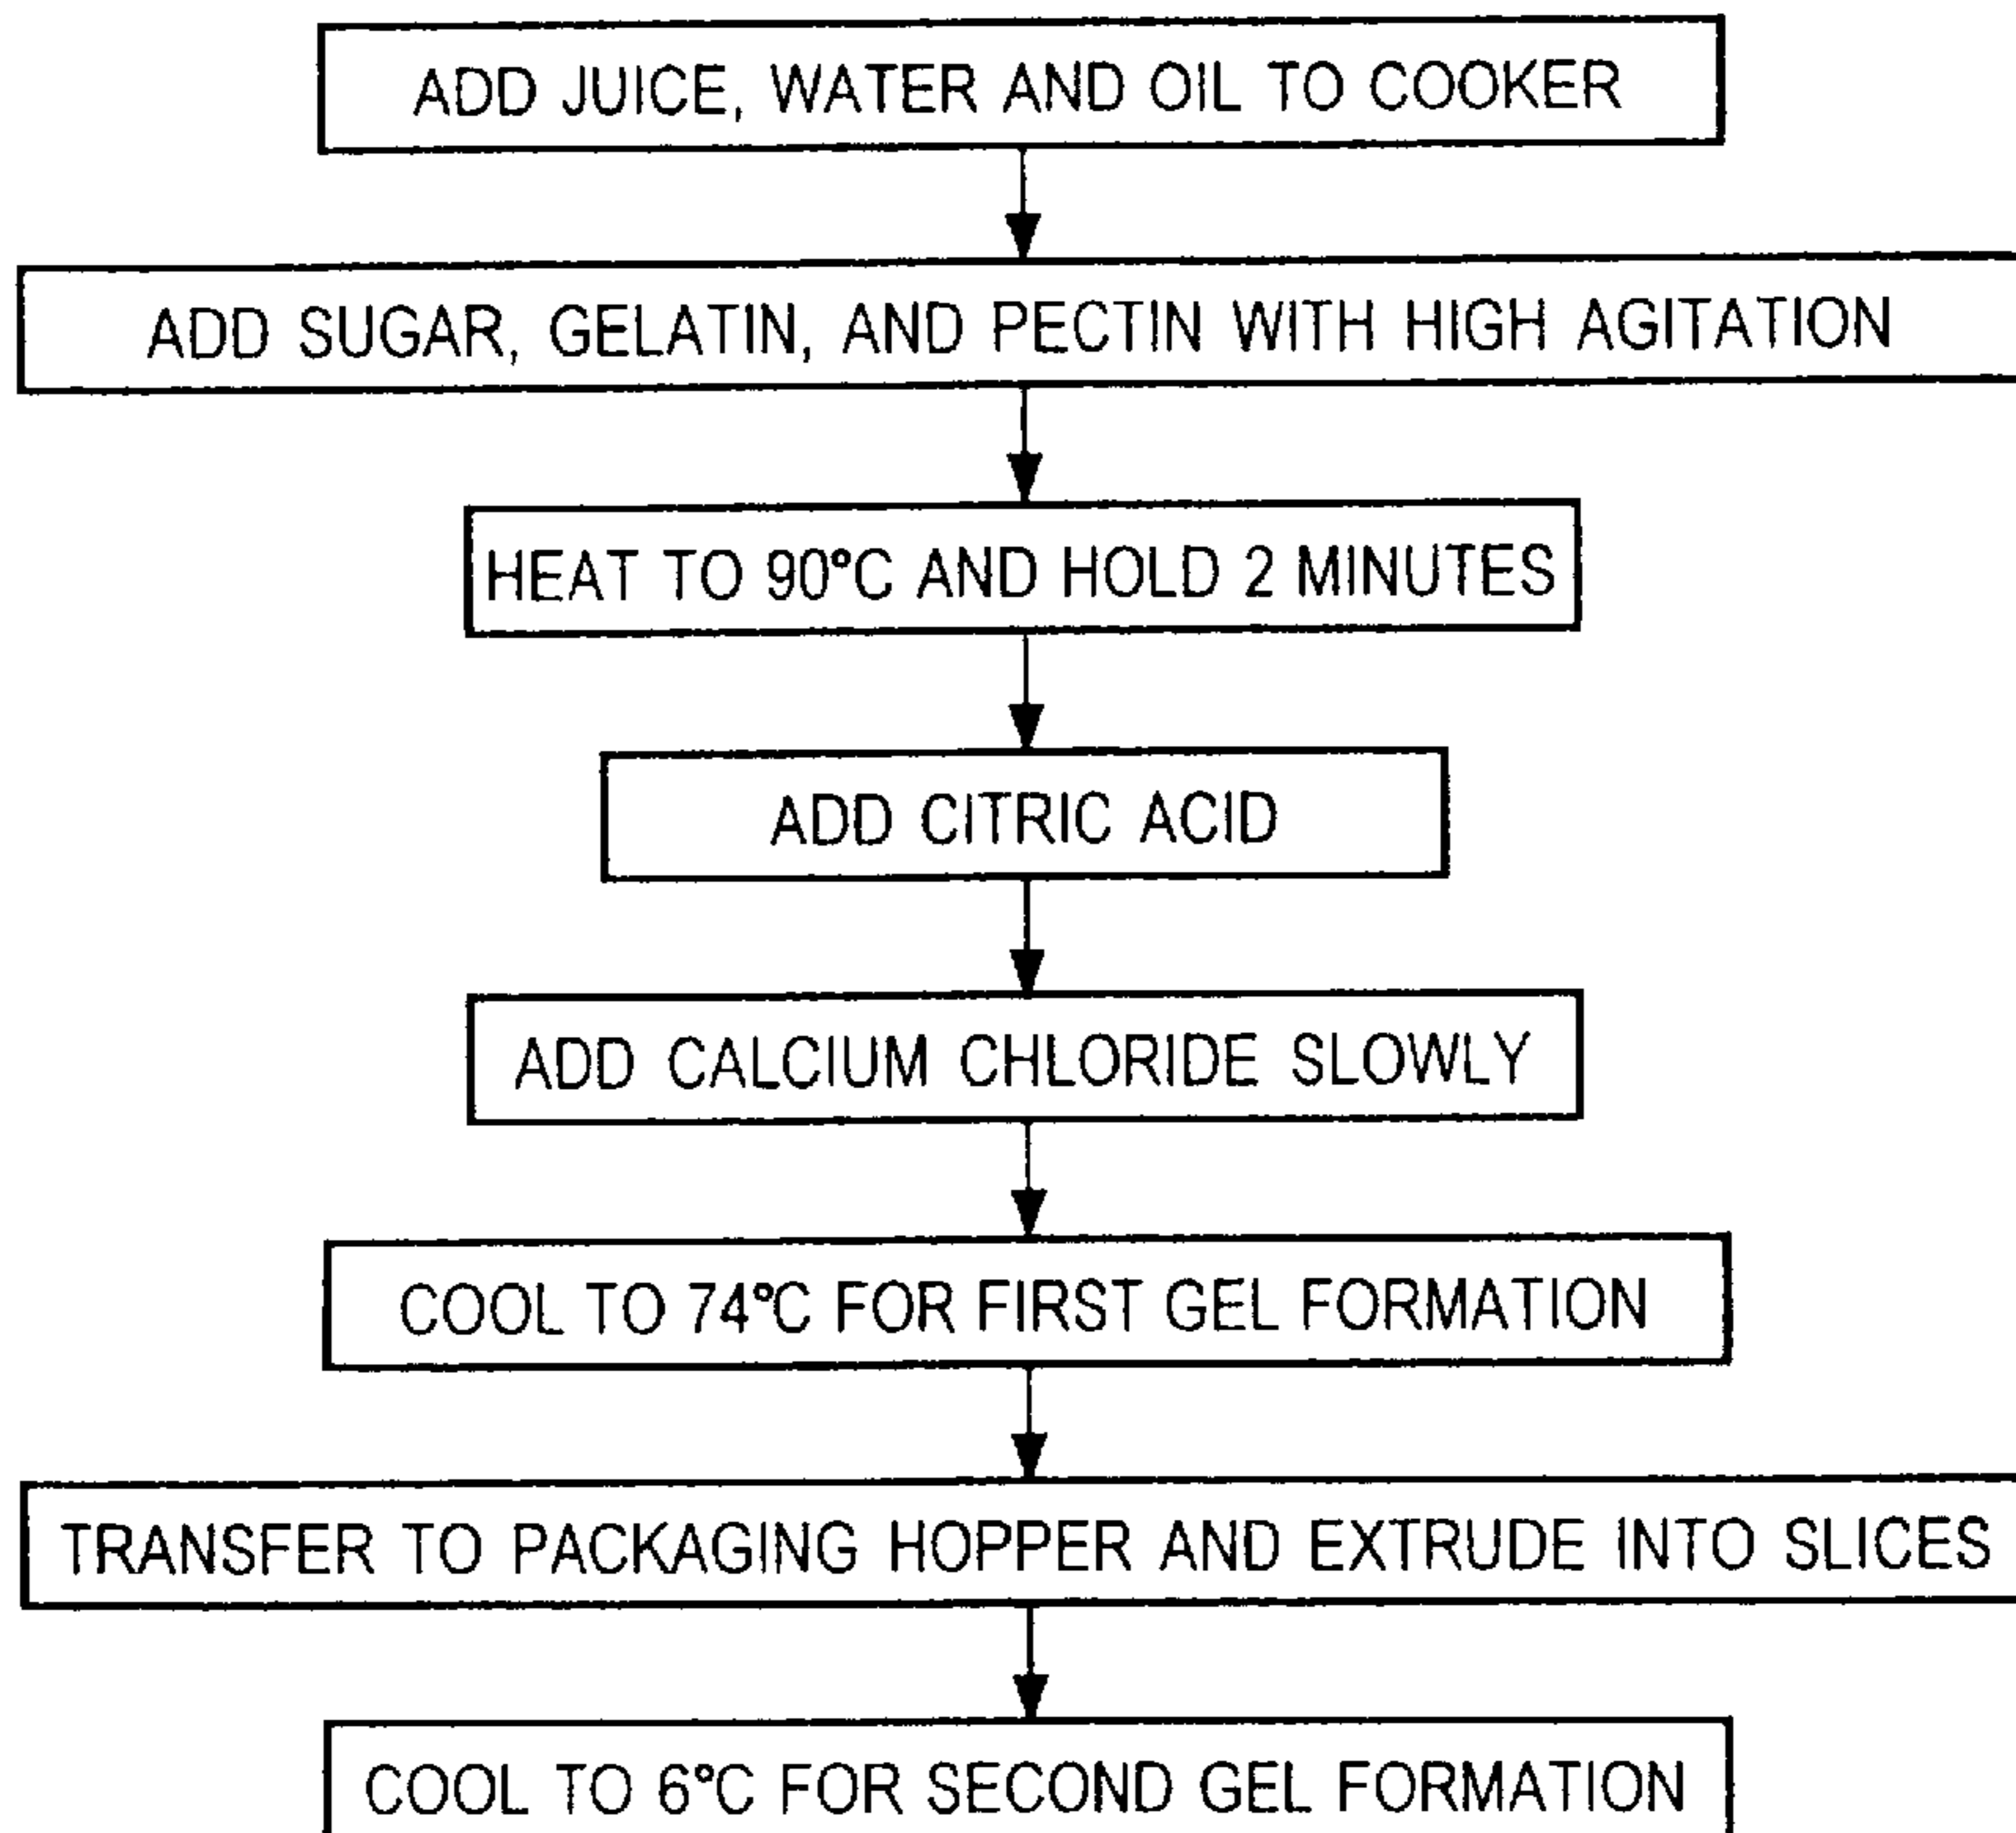 ADD JUICE, WATER AND OIL TO COOKER
ADD SUGAR, GELATIN, AND PECTIN WITH HIGH AGITATION
HEAT TO 90°C AND HOLD 2 MINUTES
ADD CITRIC ACID
ADD CALCIUM CHLORIDE SLOWLY
COOL TO 74°C FOR FIRST GEL FORMATION
TRANSFER TO PACKAGING HOPPER AND EXTRUDE INTO SLICES
COOL TO 6°C FOR SECOND GEL FORMATION